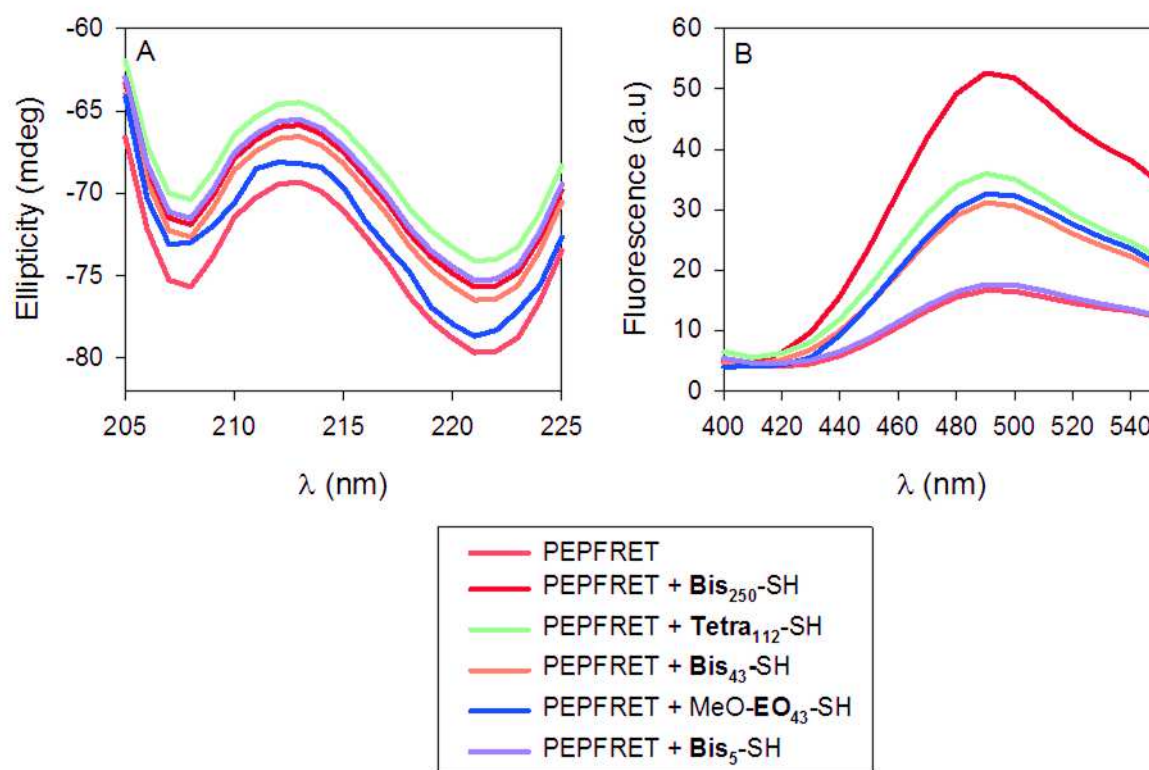 A
-60
-65
-70
-75
-80
Ellipticity (mdeg)
205 210 215 220 225
λ (nm)
B
60
50
40
30
20
10
0
Fluorescence (a.u)
400 420 440 460 480 500 520 540
λ (nm)
PEPFRET
PEPFRET + Bis250-SH
PEPFRET + Tetra112-SH
PEPFRET + Bis43-SH
PEPFRET + MeO-EO43-SH
PEPFRET + Bis5-SH